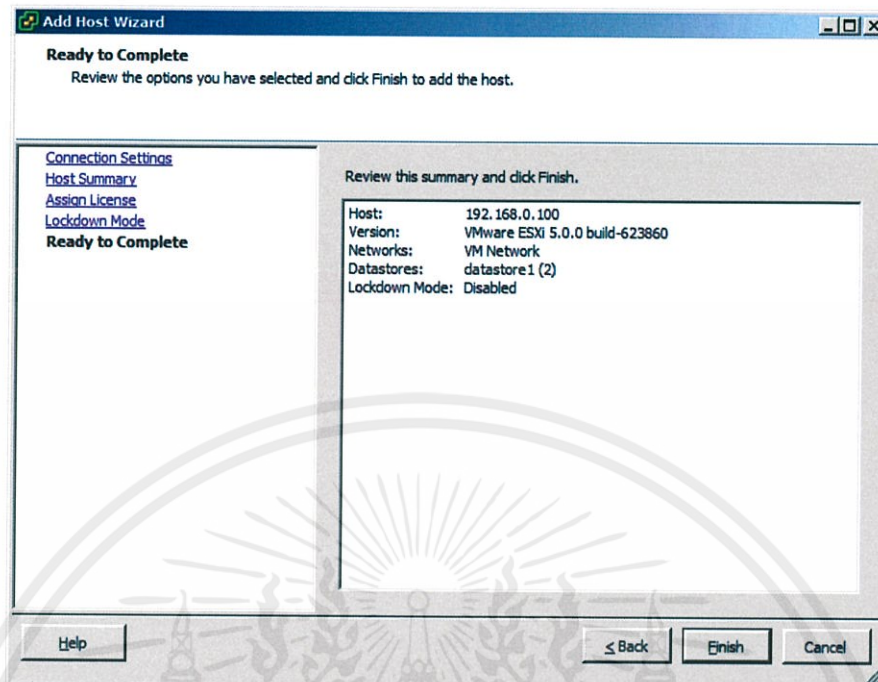 Add Host Wizard
Ready to Complete
Review the options you have selected and click Finish to add the host.
Connection Settings
Host Summary
Assign License
Lockdown Mode
Ready to Complete
Review this summary and click Finish.
Host: 192.168.0.100
Version: VMware ESXi 5.0.0 build-623860
Networks: VM Network
Datastores: datastore1 (2)
Lockdown Mode: Disabled
Help
≤ Back
Finish
Cancel